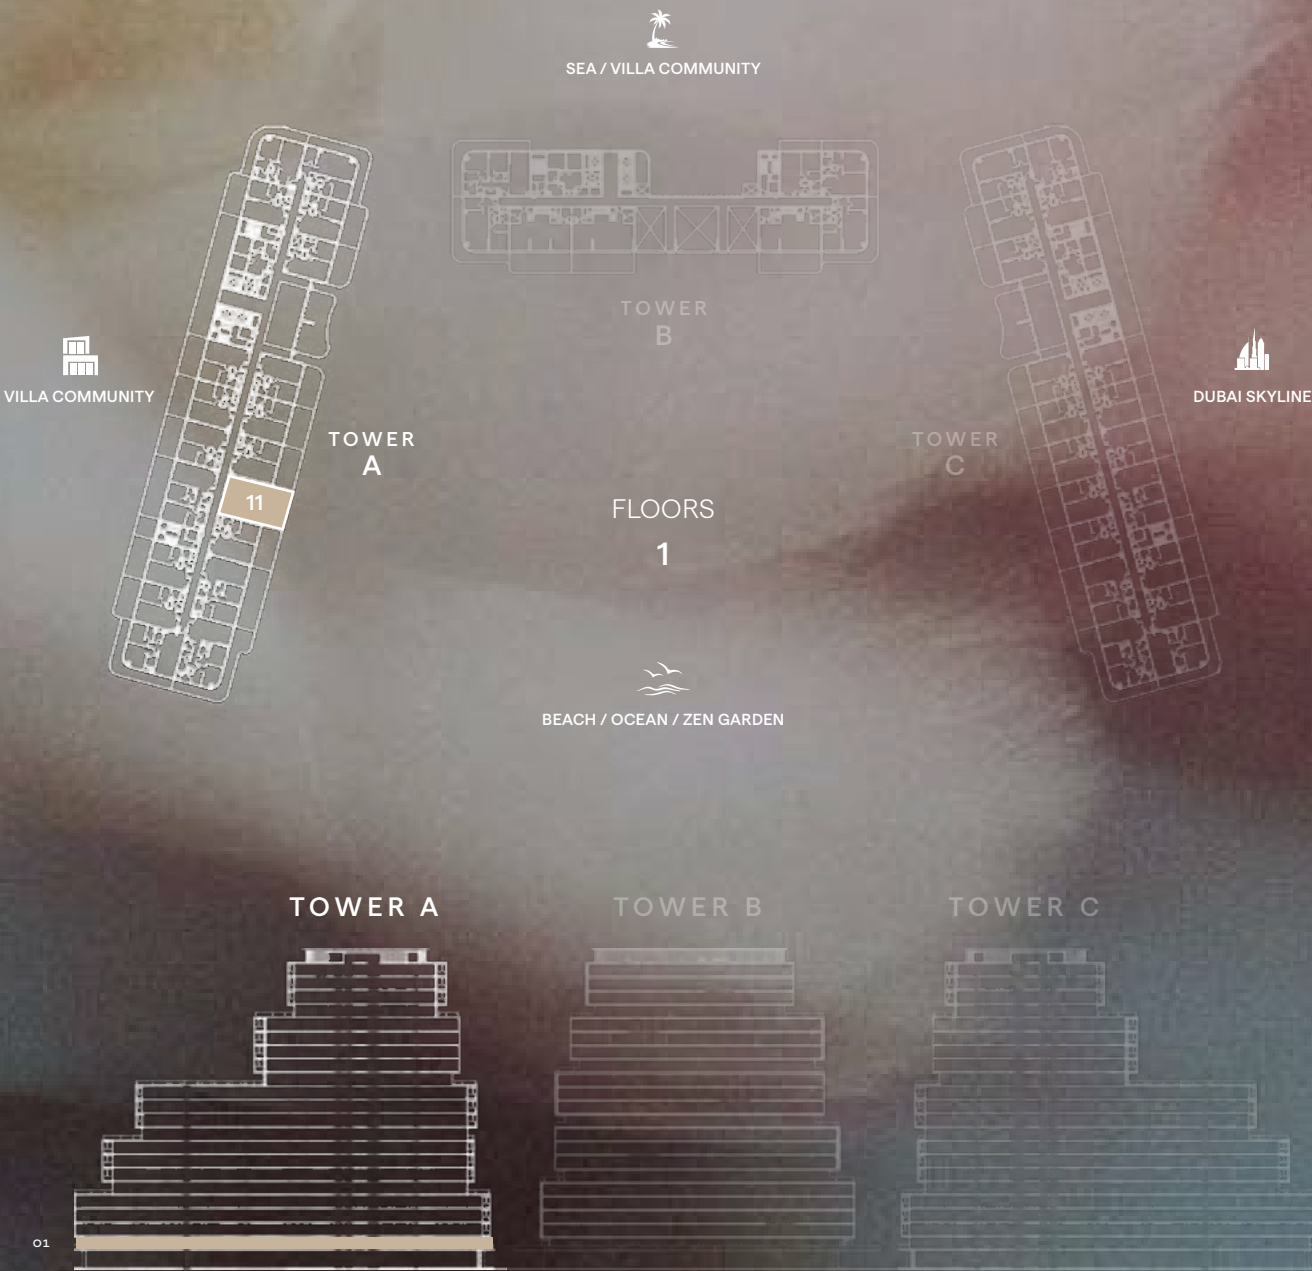 SEA / VILLA COMMUNITY
TOWER
B
VILLA COMMUNITY
DUBAI SKYLINE
TOWER
A
TOWER
C
11
FLOORS
1
BEACH / OCEAN / ZEN GARDEN
TOWER A
TOWER B
TOWER C
01